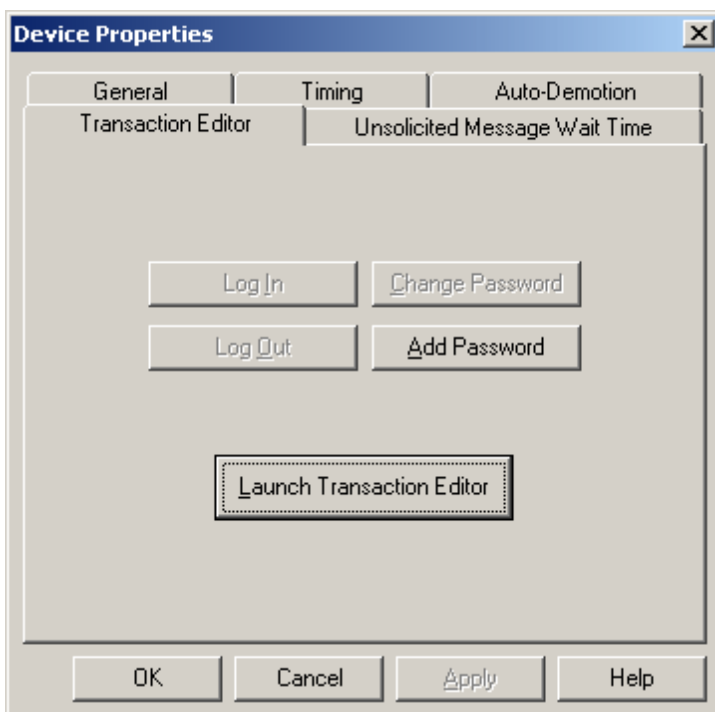 Device Properties
General Timing Auto-Demotion
Transaction Editor Unsolicited Message Wait Time
Log In Change Password
Log Out Add Password
Launch Transaction Editor
OK Cancel Apply Help